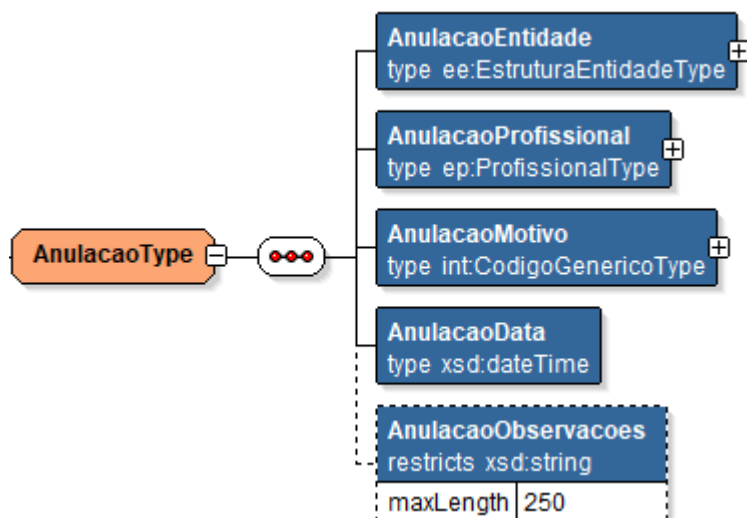 AnulacaoEntidade
type ee:EstruturaEntidadeType
AnulacaoProfissional
type ep:ProfissionalType
AnulacaoType
AnulacaoMotivo
type int:CodigoGenericoType
AnulacaoData
type xsd:dateTime
AnulacaoObservacoes
restricts xsd:string
maxLength 250